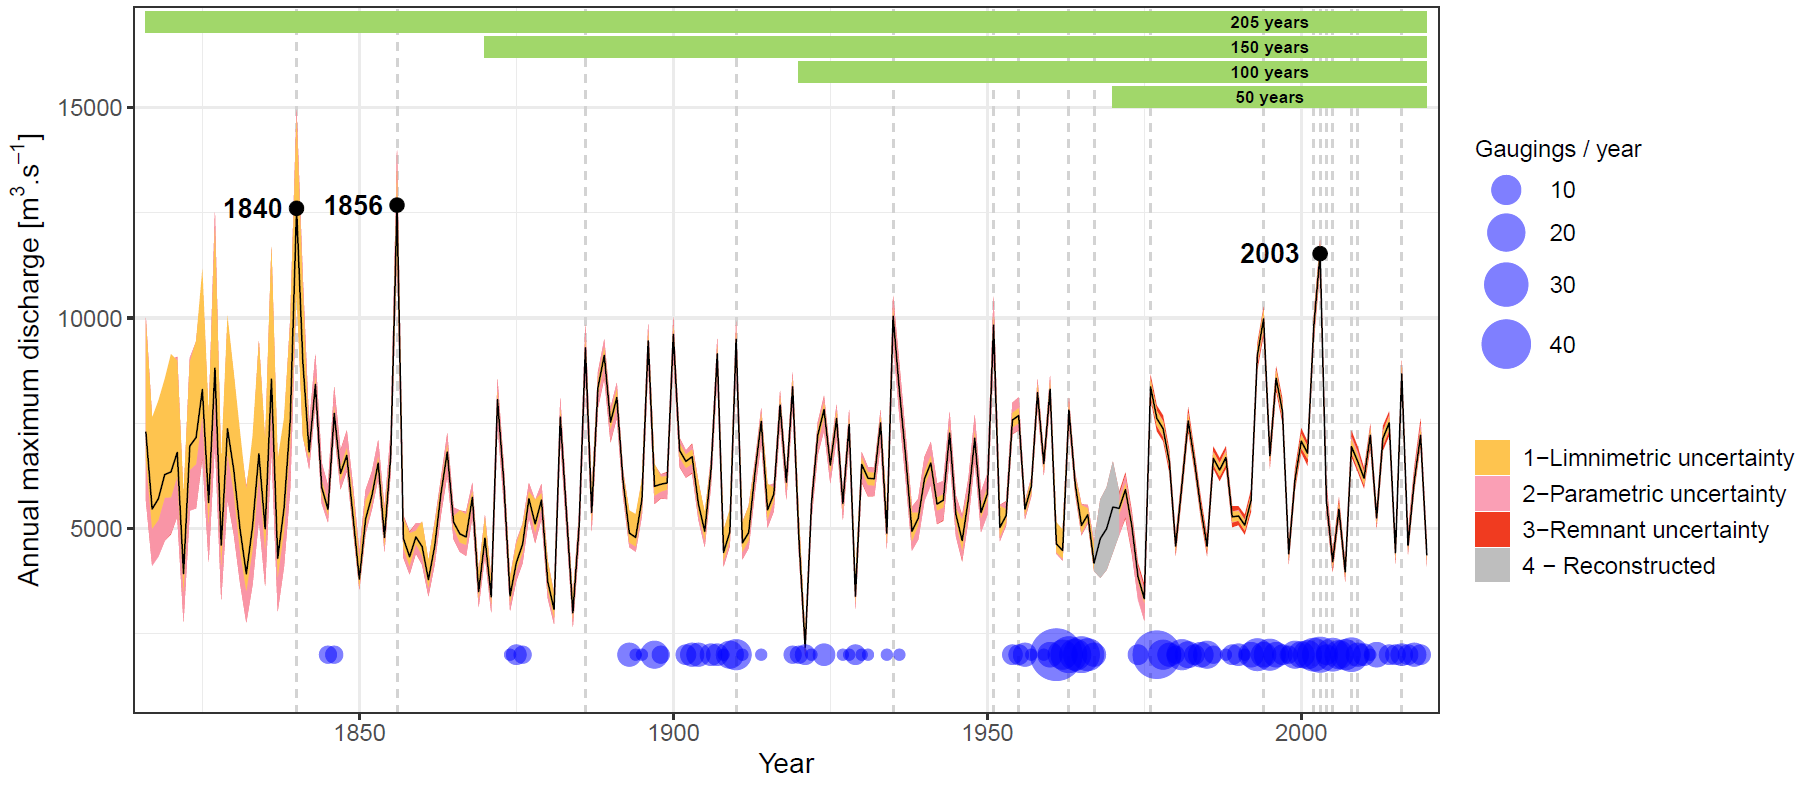 205 years
150 years
100 years
50 years
15000
10000
5000
Annual maximum discharge [m³.s⁻¹]
1840
1856
2003
1850
1900
1950
2000
Year
Gaugings / year
10
20
30
40
1−Limnimetric uncertainty
2−Parametric uncertainty
3−Remnant uncertainty
4 − Reconstructed